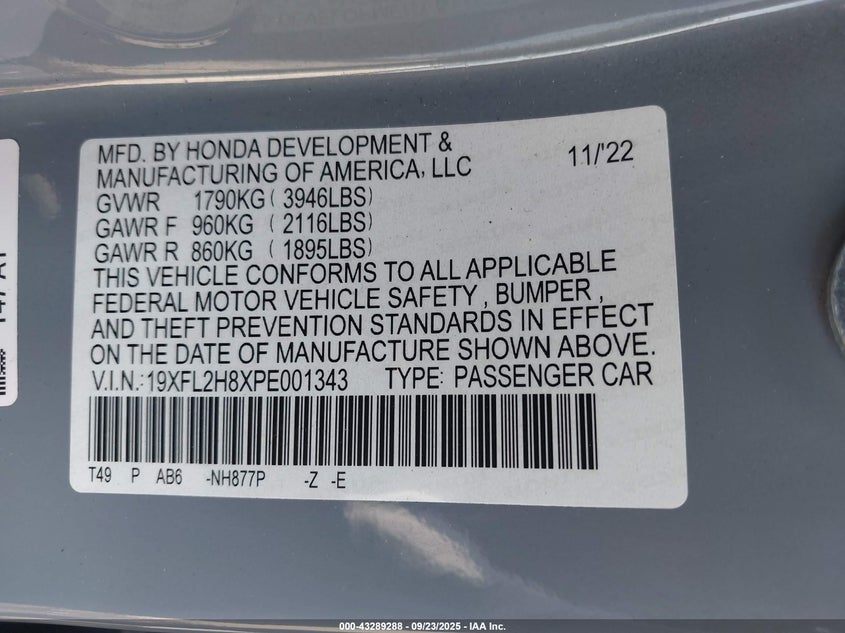 MFD. BY HONDA DEVELOPMENT &
MANUFACTURING OF AMERICA, LLC 11/'22
GVWR 1790KG ( 3946LBS)
GAWR F 960KG ( 2116LBS)
GAWR R 860KG ( 1895LBS)
THIS VEHICLE CONFORMS TO ALL APPLICABLE
FEDERAL MOTOR VEHICLE SAFETY , BUMPER ,
AND THEFT PREVENTION STANDARDS IN EFFECT
ON THE DATE OF MANUFACTURE SHOWN ABOVE.
V.I.N.: 19XFL2H8XPE001343 TYPE: PASSENGER CAR
T49 P AB6 -NH877P -Z -E
000-43289288 - 09/23/2025 - IAA Inc.